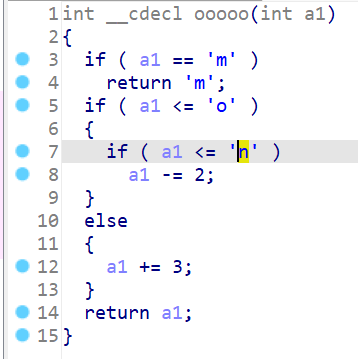 1 int __cdecl ooooo(int a1)
2 {
3   if ( a1 == 'm' )
4     return 'm';
5   if ( a1 <= 'o' )
6   {
7     if ( a1 <= 'n' )
8       a1 -= 2;
9   }
10   else
11   {
12     a1 += 3;
13   }
14   return a1;
15 }